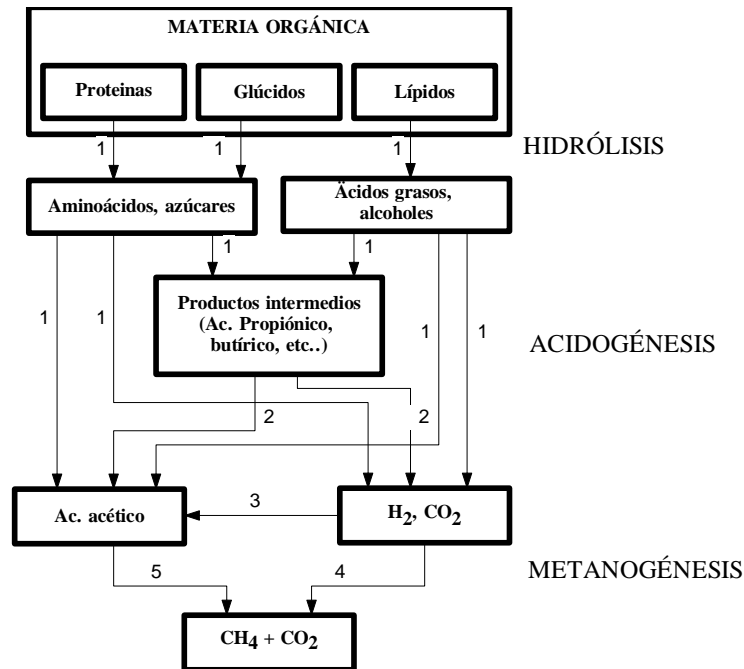 MATERIA ORGÁNICA
Proteinas
Glúcidos
Lípidos
1
1
1
HIDRÓLISIS
Aminoácidos, azúcares
Äcidos grasos,
alcoholes
1
1
Productos intermedios
(Ac. Propiónico,
butírico, etc..)
1
1
1
1
ACIDOGÉNESIS
2
2
Ac. acético
3
H2, CO2
5
4
METANOGÉNESIS
CH4 + CO2